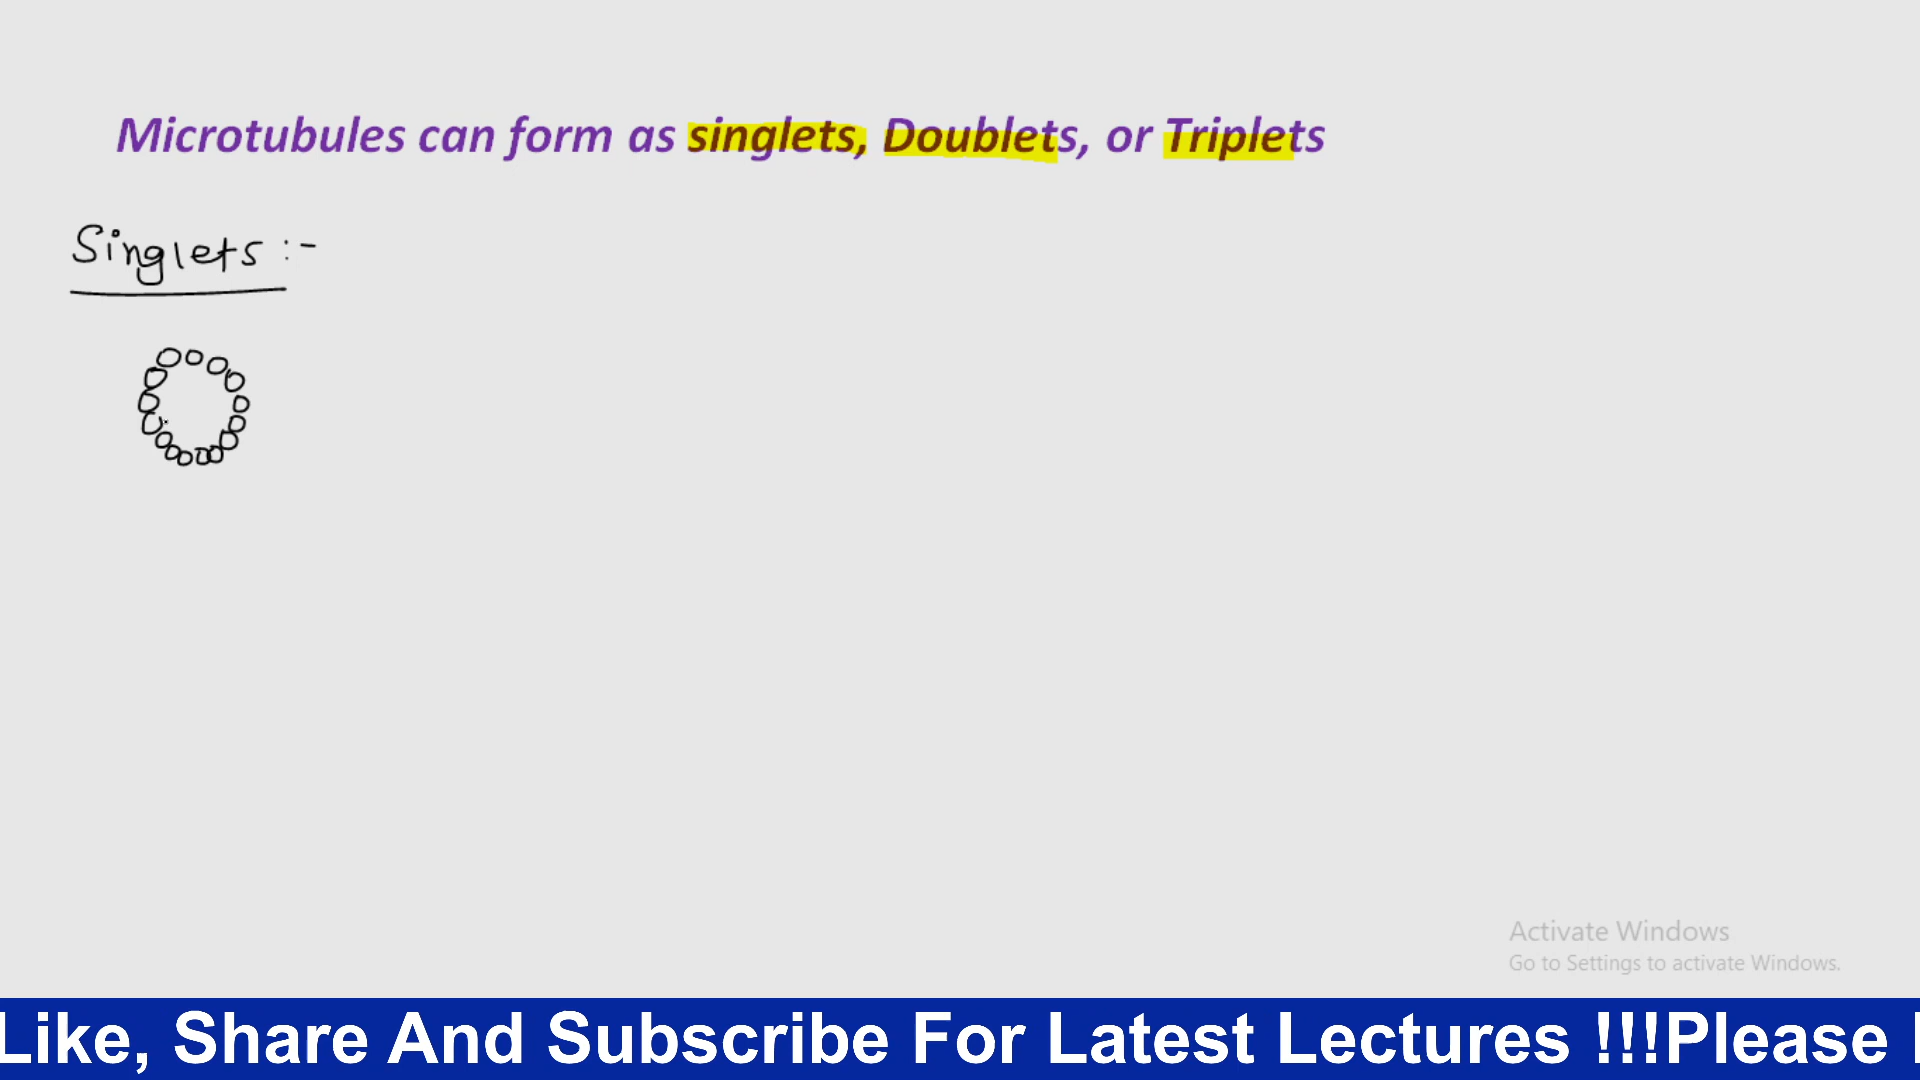 Microtubules can form as singlets, Doublets, or Triplets
Singlets :-
Activate Windows
Go to Settings to activate Windows.
Like, Share And Subscribe For Latest Lectures !!!Please